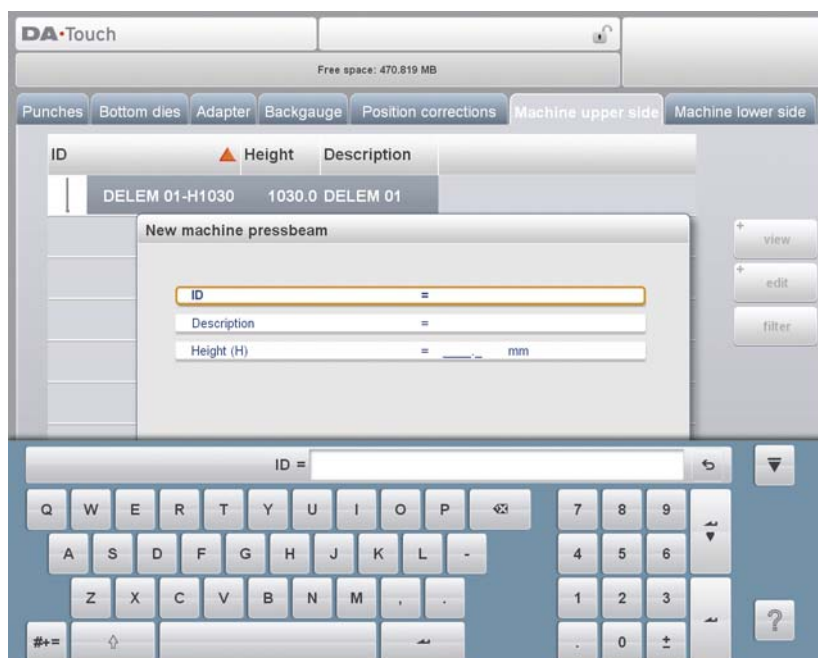 DA·Touch
Free space: 470.819 MB
Punches Bottom dies Adapter Backgauge Position corrections Machine upper side Machine lower side
ID Height Description
DELEM 01-H1030 1030.0 DELEM 01
New machine pressbeam
view
edit
filter
ID =
Description =
Height (H) = ____._ mm
ID =
Q W E R T Y U I O P 7 8 9
A S D F G H J K L - 4 5 6
Z X C V B N M , . 1 2 3 ?
#+= . 0 ±